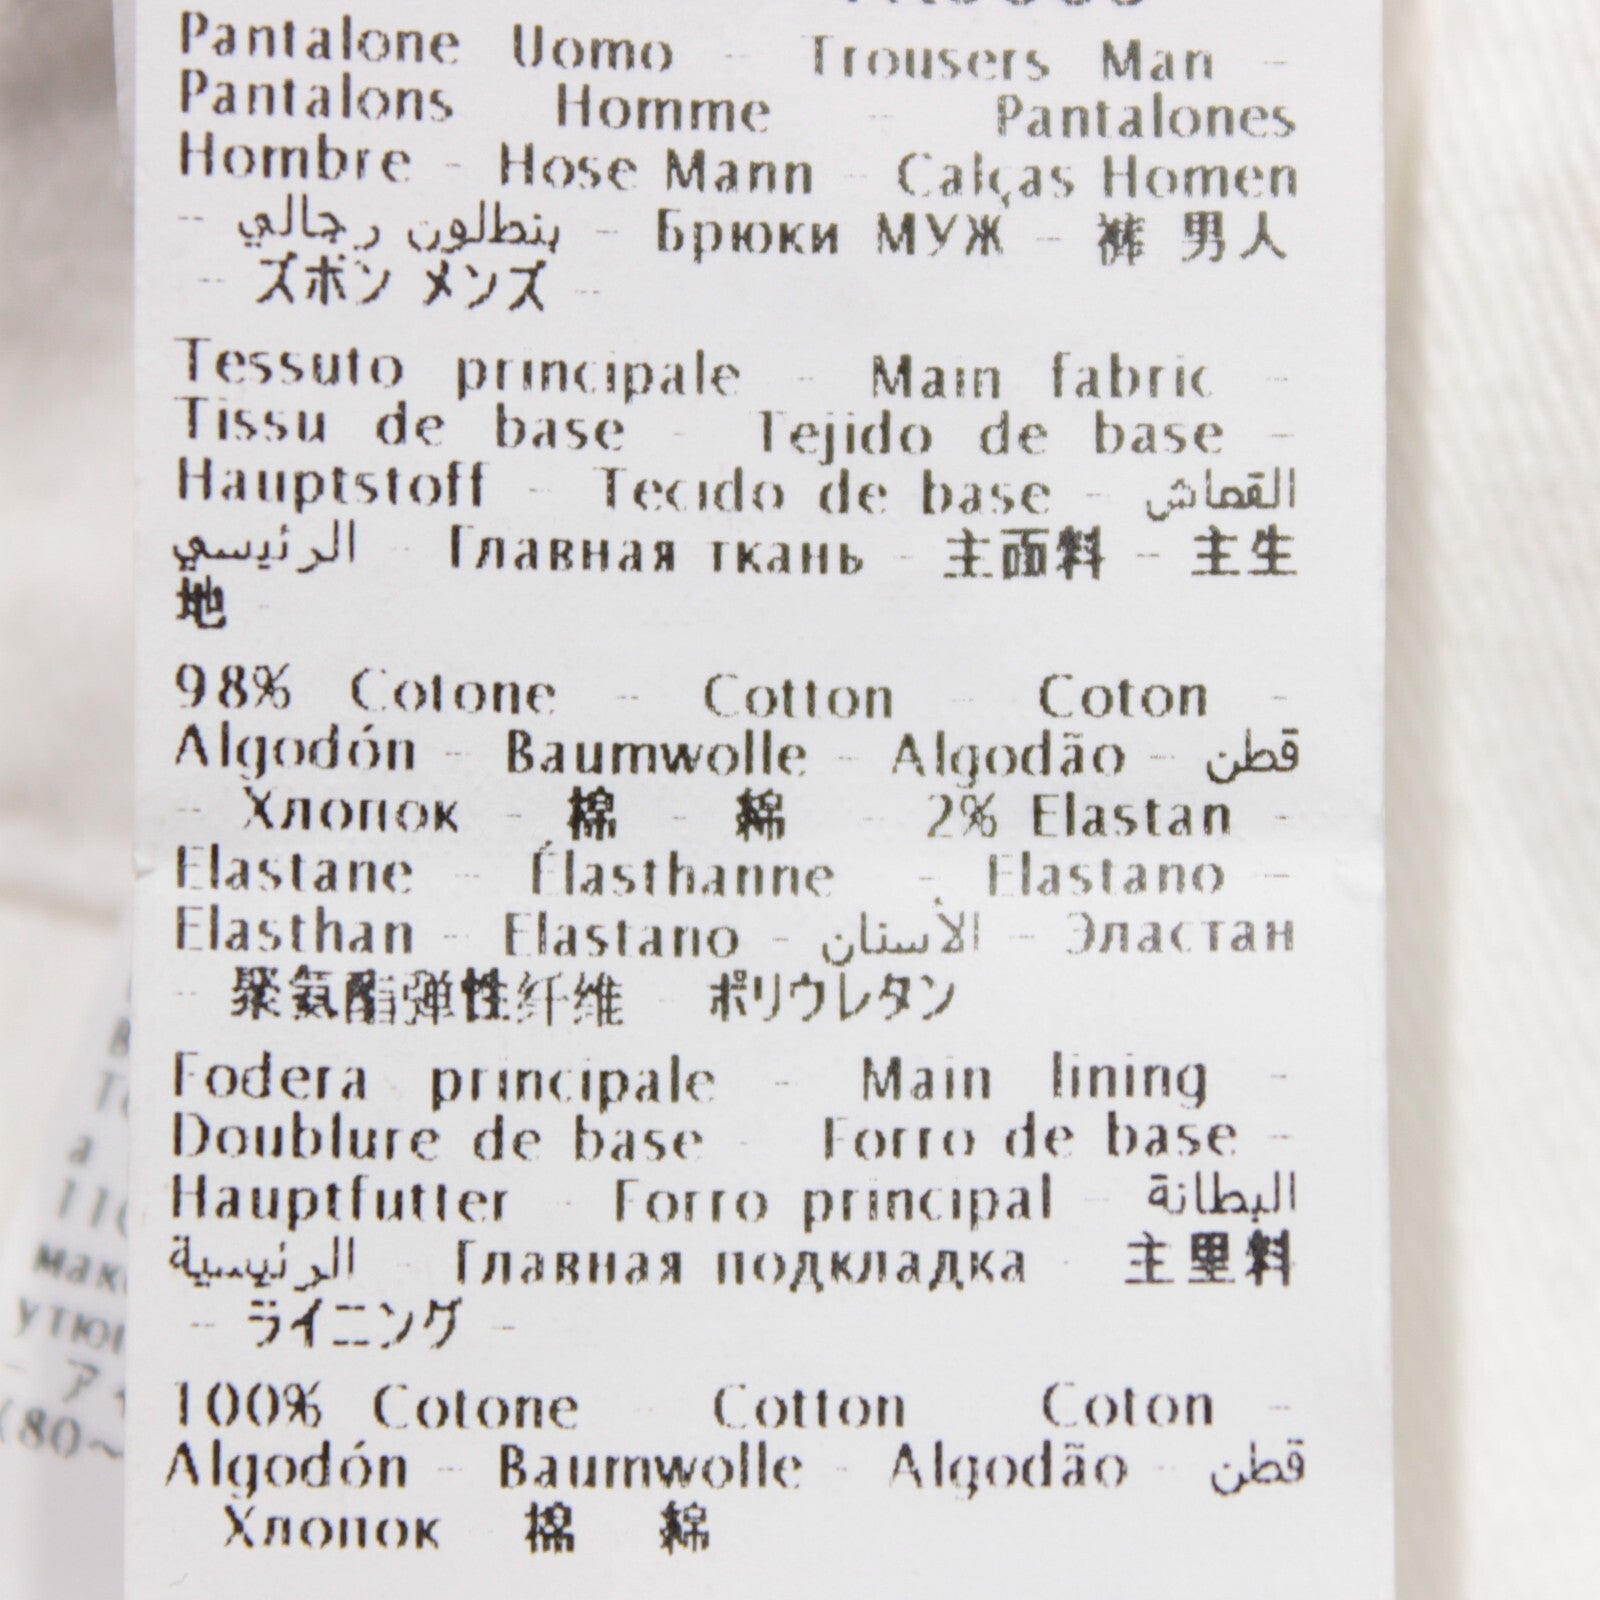 Pantalone Uomo - Trousers Man -
Pantalons Homme - Pantalones
Hombre - Hose Mann - Calças Homen
- بنطلون رجالي - Брюки МУЖ - 裤 男人
- ズボン メンズ -
Tessuto principale - Main fabric -
Tissu de base - Tejido de base -
Hauptstoff - Tecido de base - القماش
الرئيسي - Главная ткань - 主面料 - 主生
地
98% Cotone - Cotton - Coton -
Algodón - Baumwolle - Algodão - قطن
- Хлопок - 棉 - 綿 - 2% Elastan -
Elastane - Élasthanne - Elastano -
Elasthan - Elastano - الأستان - Эластан
- 聚氨酯弹性纤维 - ポリウレタン
Fodera principale - Main lining -
Doublure de base - Forro de base -
Hauptfutter - Forro principal - البطانة
الرئيسية - Главная подкладка - 主里料
- ライニング -
100% Cotone - Cotton - Coton -
Algodón - Baumwolle - Algodão - قطن
Хлопок 棉 綿
мак
утюг
- ア
(80~